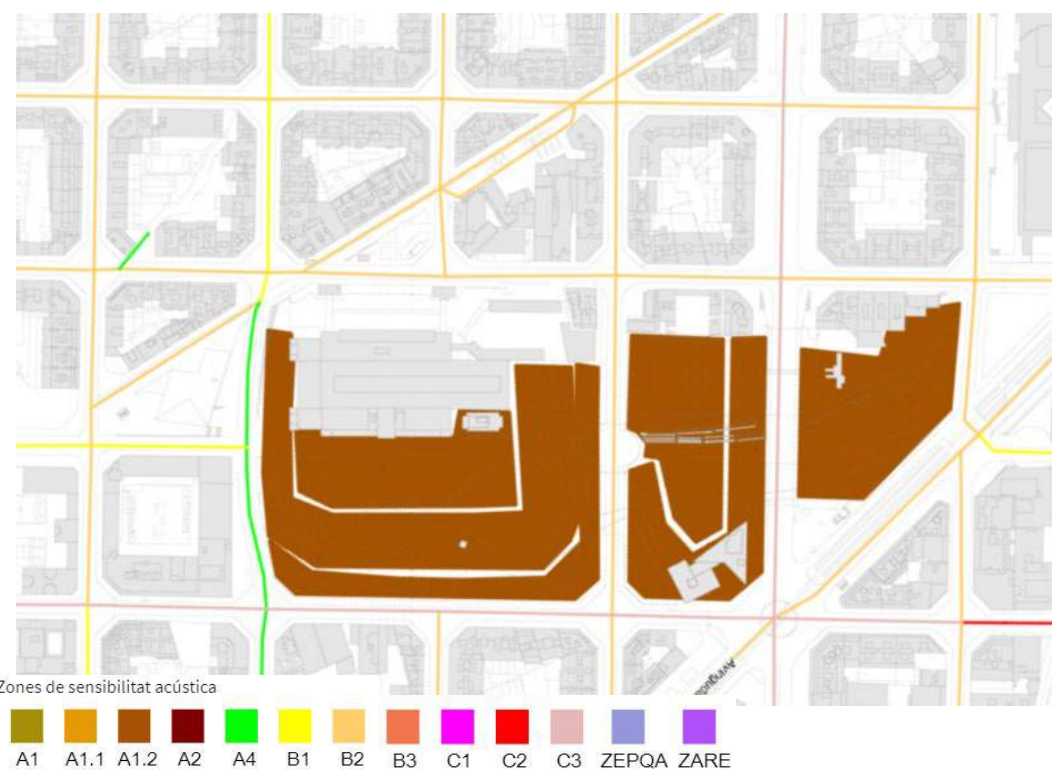 Avinguda
Zones de sensibilitat acústica
A1 A1.1 A1.2 A2 A4 B1 B2 B3 C1 C2 C3 ZEPQA ZARE